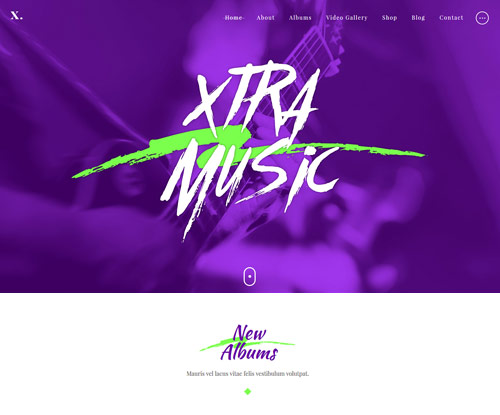 X.
Home About Albums Video Gallery Shop Blog Contact
XTRA
MUSiC
New
Albums
Mauris vel lacus vitae felis vestibulum volutpat.